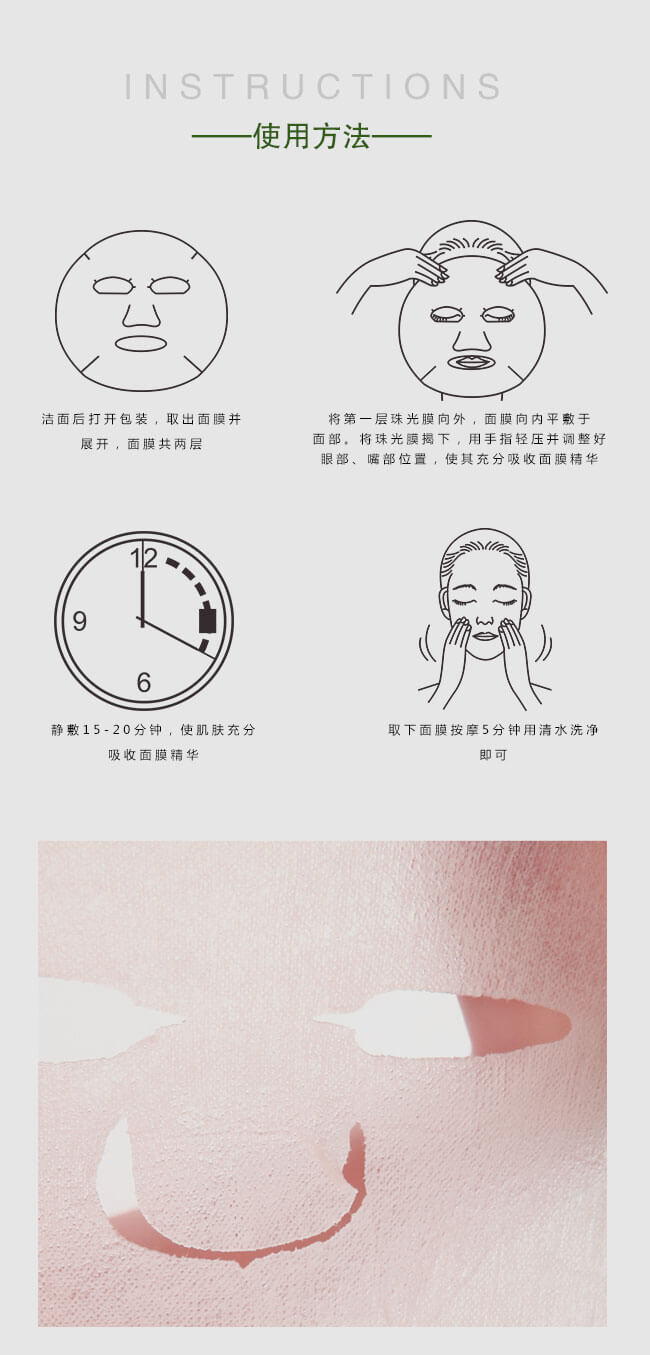 INSTRUCTIONS
使用方法
洁面后打开包装，取出面膜并
展开，面膜共两层
将第一层珠光膜向外，面膜向内平敷于
面部。将珠光膜揭下，用手指轻压并调整好
眼部、嘴部位置，使其充分吸收面膜精华
12
9
6
静敷15-20分钟，使肌肤充分
吸收面膜精华
取下面膜按摩5分钟用清水洗净
即可